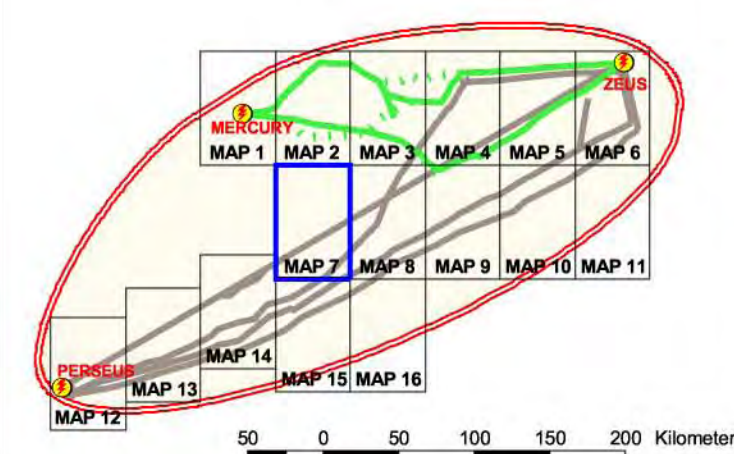 ZEUS
MERCURY
MAP 1 MAP 2 MAP 3 MAP 4 MAP 5 MAP 6
MAP 7 MAP 8 MAP 9 MAP 10 MAP 11
MAP 14
PERSEUS
MAP 13 MAP 15 MAP 16
MAP 12
50 0 50 100 150 200 Kilometer